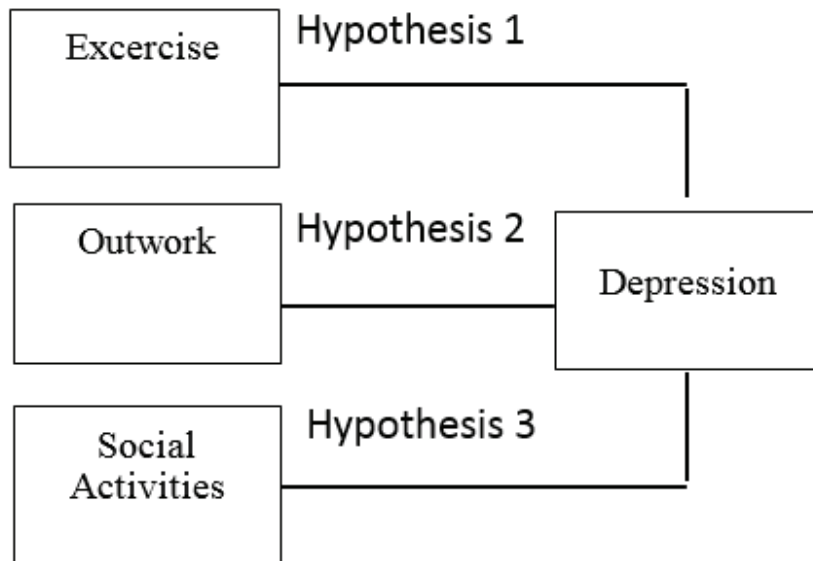 Excercise
Hypothesis 1
Outwork
Hypothesis 2
Depression
Social
Activities
Hypothesis 3